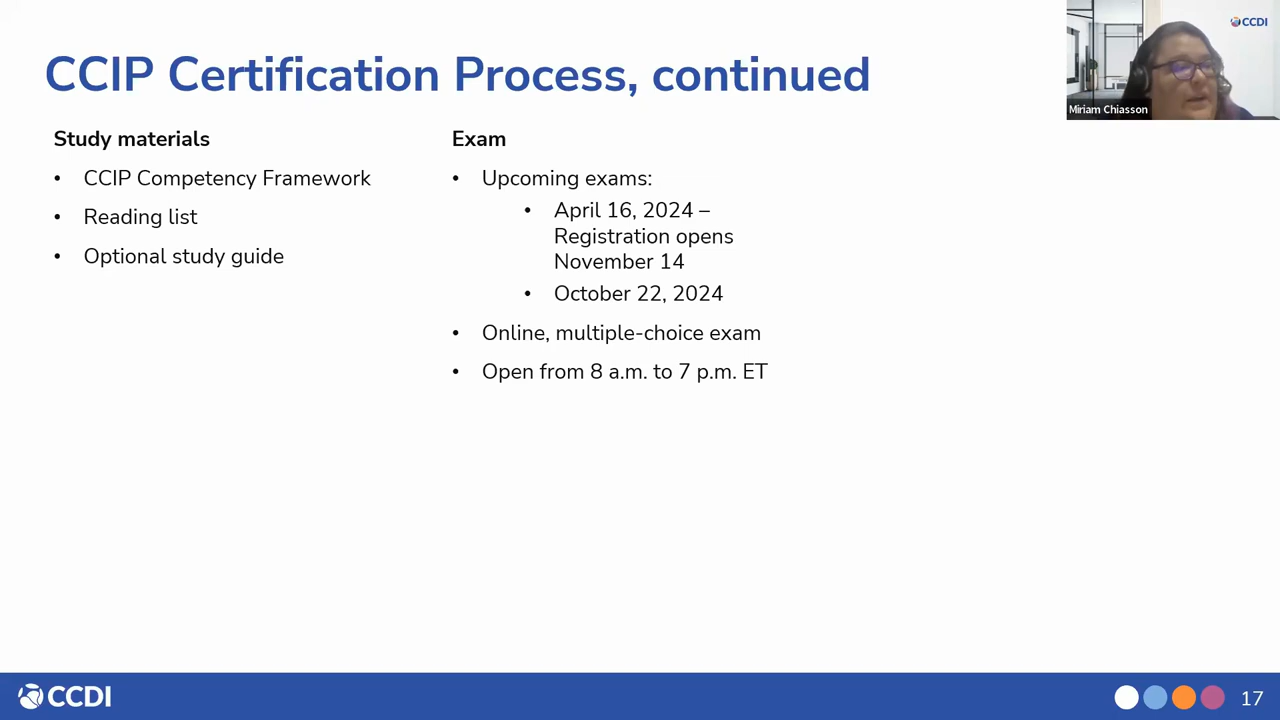 CCIP Certification Process, continued
CCDI
Miriam Chiasson
Study materials
• CCIP Competency Framework
• Reading list
• Optional study guide
Exam
• Upcoming exams:
• April 16, 2024 –
Registration opens
November 14
• October 22, 2024
• Online, multiple-choice exam
• Open from 8 a.m. to 7 p.m. ET
CCDI
17